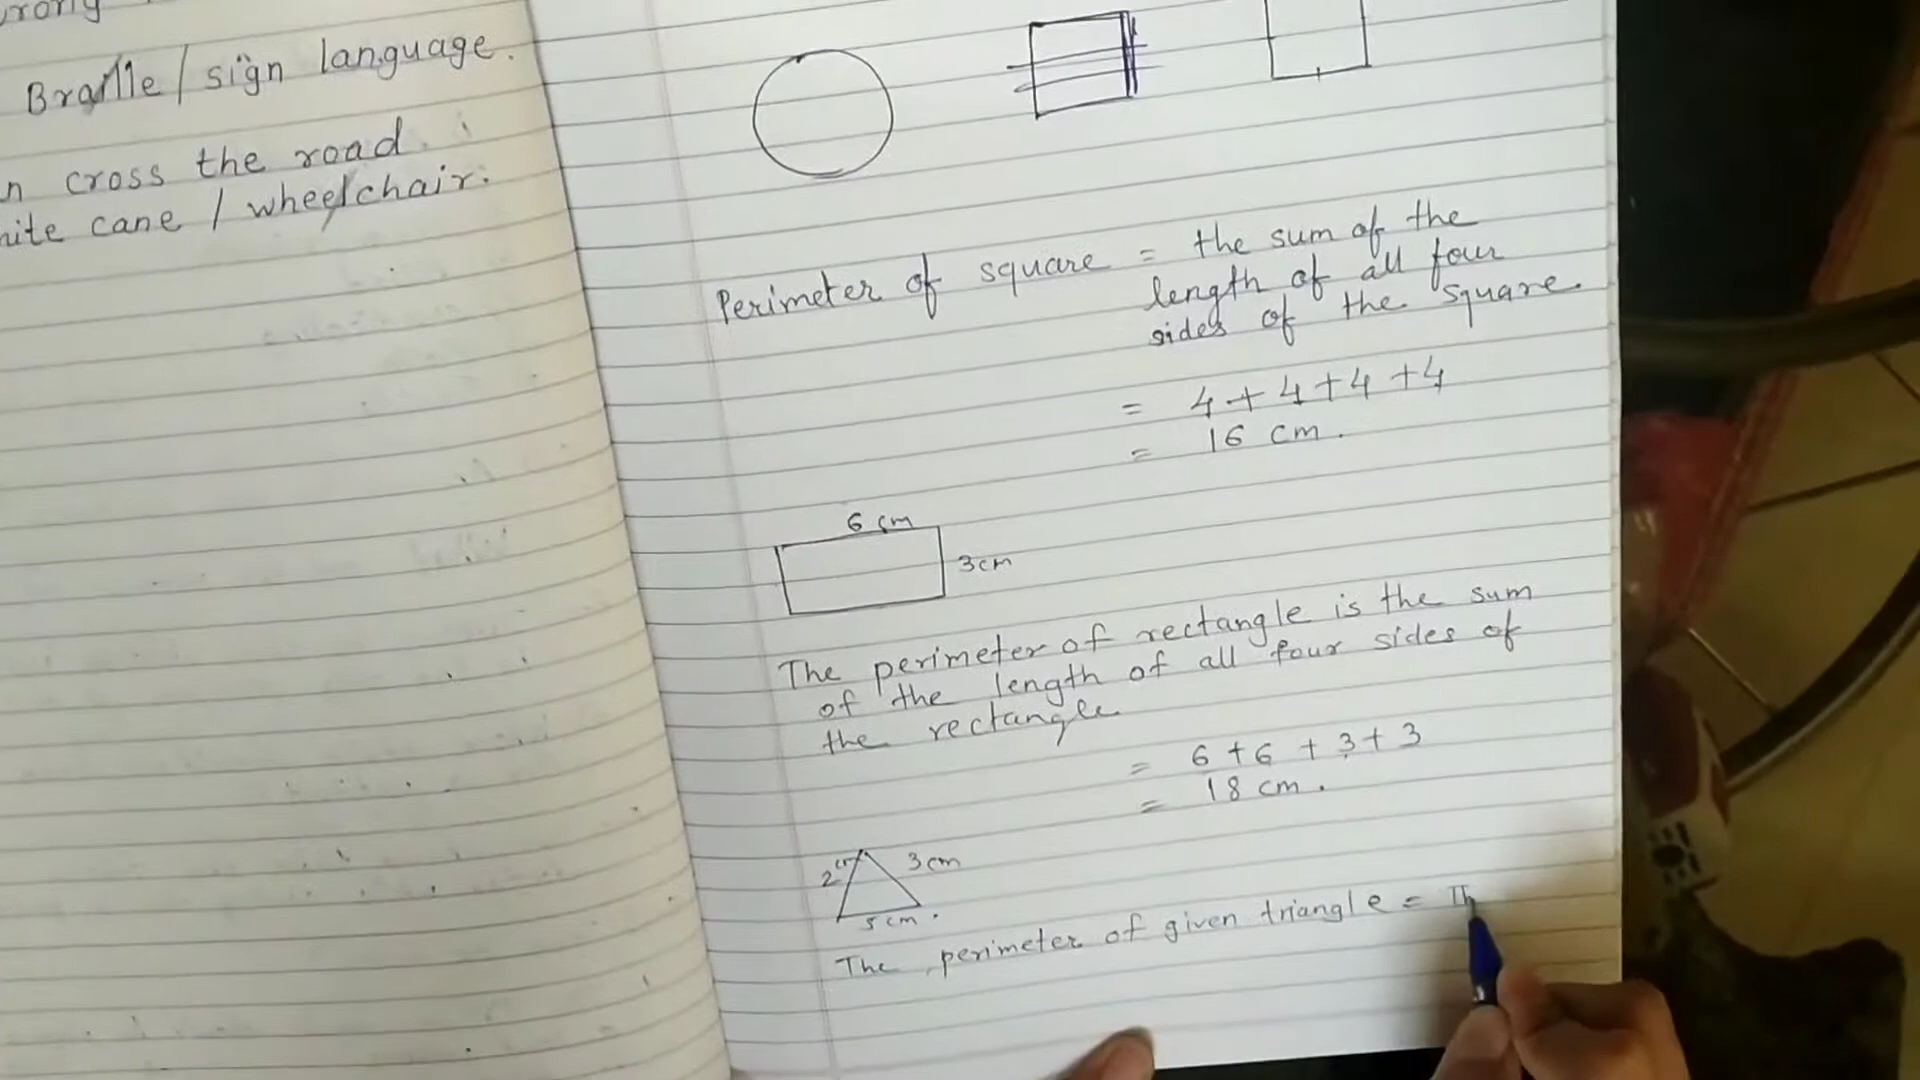 Braille / sign language.
n cross the road.
ite cane / wheelchair.
Perimeter of square = the sum of the
length of all four
sides of the square.
= 4 + 4 + 4 + 4
= 16 cm.
6 cm
3 cm
The perimeter of rectangle is the sum
of the length of all four sides of
the rectangle
= 6 + 6 + 3 + 3
= 18 cm.
2 cm 3 cm
5 cm.
The perimeter of given triangle = Th